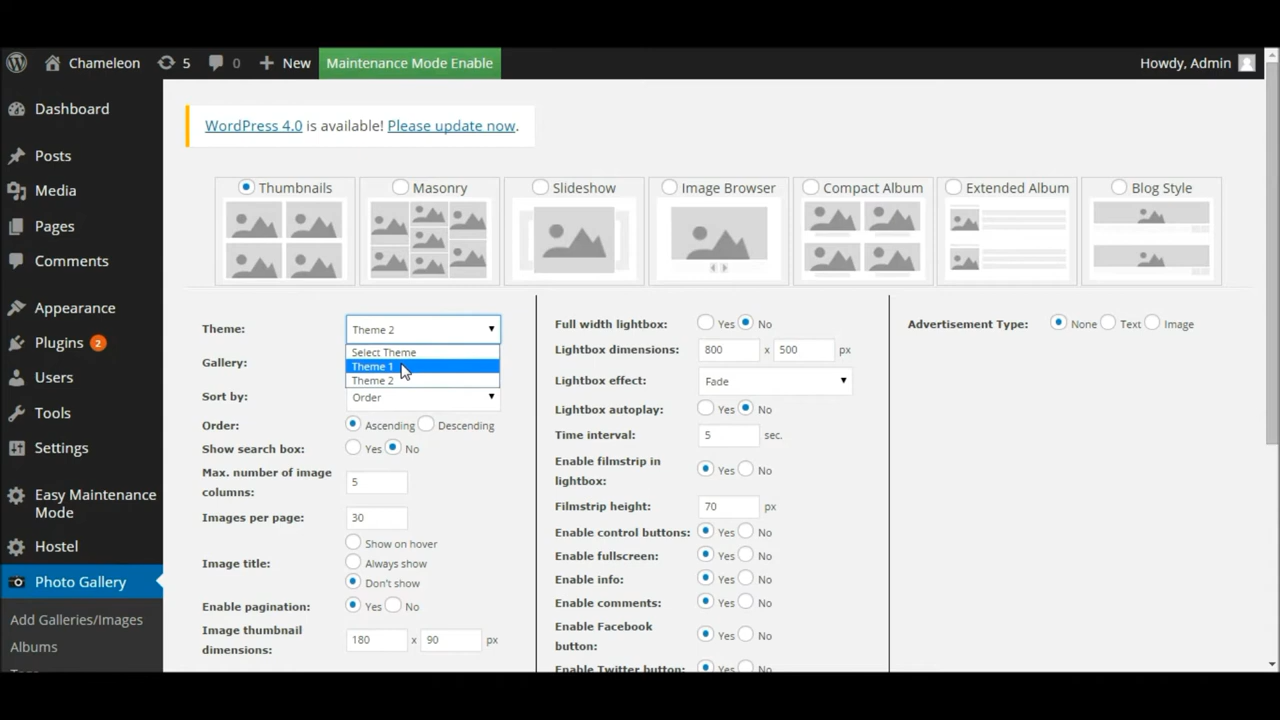 Chameleon 5 0 New Maintenance Mode Enable Howdy, Admin
Dashboard
Posts
Media
Pages
Comments
Appearance
Plugins 2
Users
Tools
Settings
Easy Maintenance
Mode
Hostel
Photo Gallery
Add Galleries/Images
Albums
WordPress 4.0 is available! Please update now.
Thumbnails Masonry Slideshow Image Browser Compact Album Extended Album Blog Style
Theme: Theme 2
Select Theme
Theme 1
Theme 2
Gallery:
Sort by: Order
Order: Ascending Descending
Show search box: Yes No
Max. number of image
columns: 5
Images per page: 30
Image title: Show on hover
Always show
Don't show
Enable pagination: Yes No
Image thumbnail
dimensions: 180 x 90 px
Full width lightbox: Yes No
Lightbox dimensions: 800 x 500 px
Lightbox effect: Fade
Lightbox autoplay: Yes No
Time interval: 5 sec.
Enable filmstrip in
lightbox: Yes No
Filmstrip height: 70 px
Enable control buttons: Yes No
Enable fullscreen: Yes No
Enable info: Yes No
Enable comments: Yes No
Enable Facebook
button: Yes No
Enable Twitter button: Yes No
Advertisement Type: None Text Image